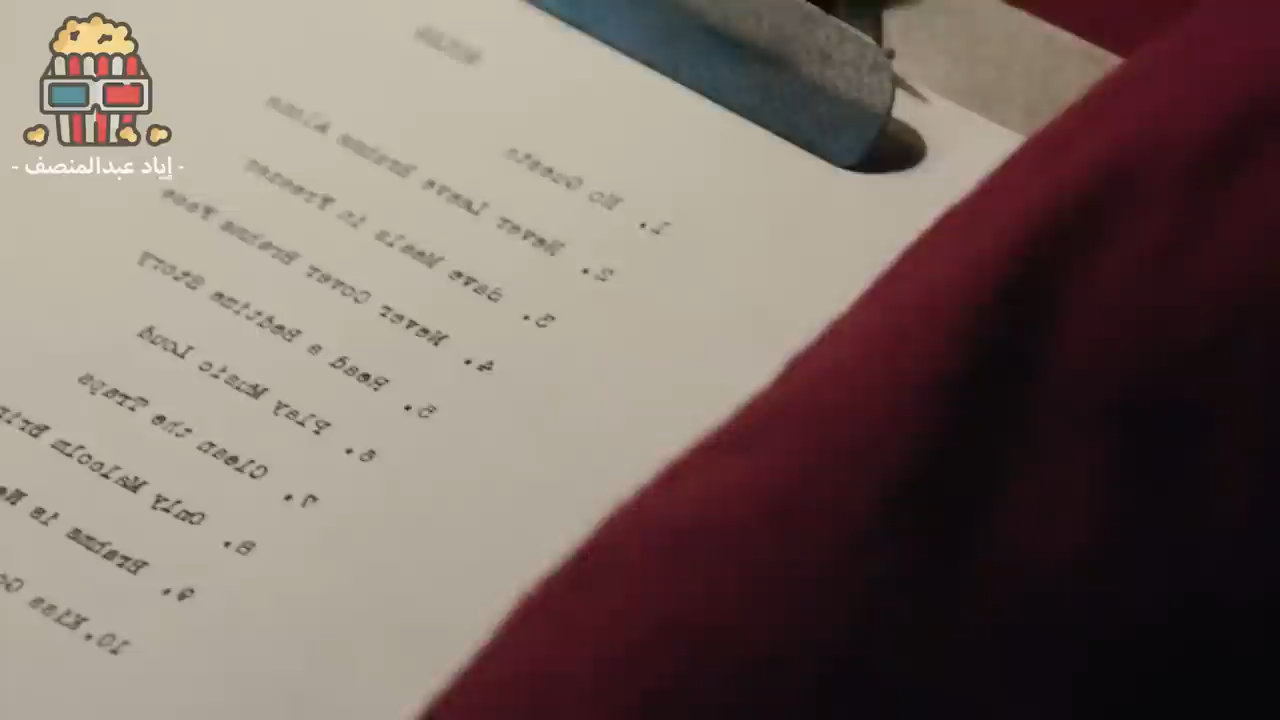 - إياد عبدالمنصف -
RULES
1. No Guests
2. Never Leave Brahms Alone
3. Save Meals in Freezer
4. Never Cover Brahms Face
5. Read a Bedtime Story
6. Play Music Loud
7. Clean the Traps
8. Only Malcolm
9. Brahms is
10. Kiss